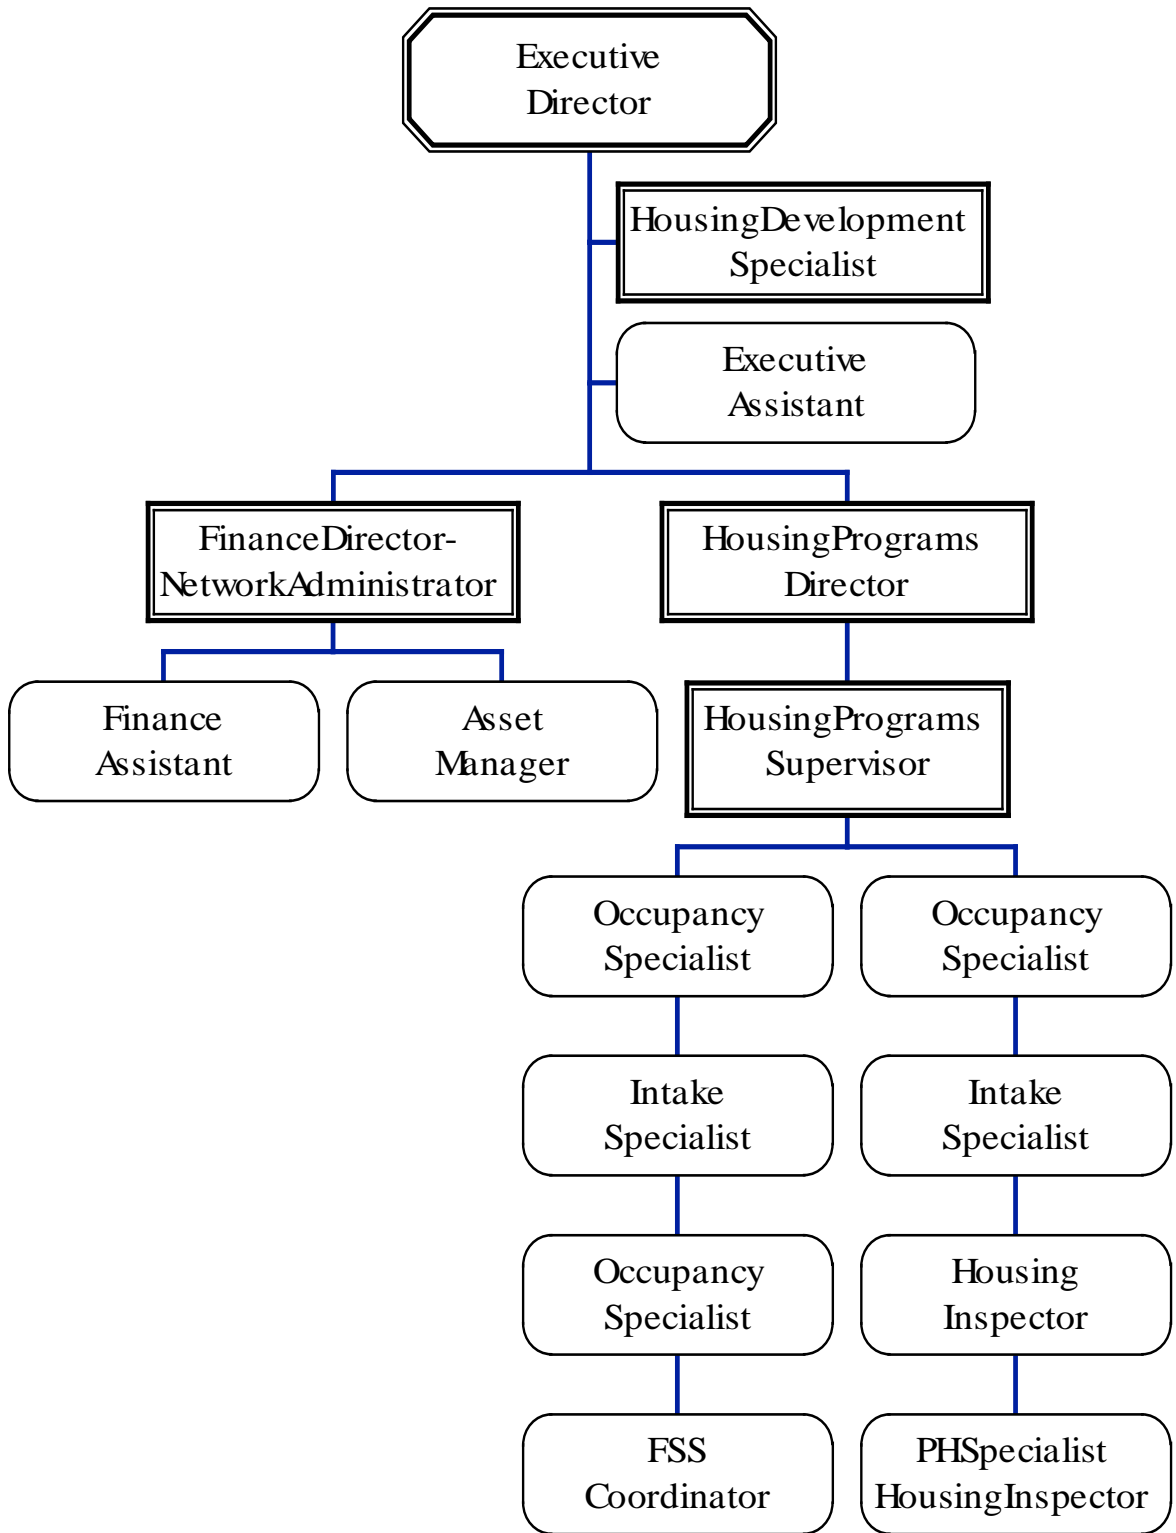 Executive
Director
HousingDevelopment
Specialist
Executive
Assistant
FinanceDirector-
NetworkAdministrator
HousingPrograms
Director
Finance
Assistant
Asset
Manager
HousingPrograms
Supervisor
Occupancy
Specialist
Occupancy
Specialist
Intake
Specialist
Intake
Specialist
Occupancy
Specialist
Housing
Inspector
FSS
Coordinator
PHSpecialist
HousingInspector